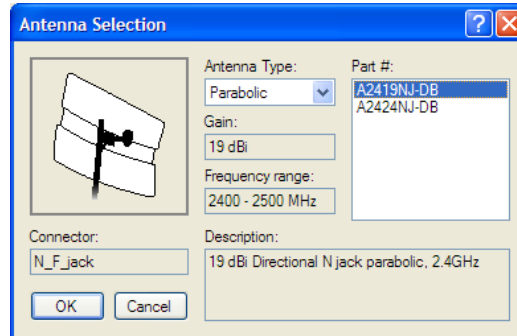 Antenna Selection
Antenna Type:
Part #:
Parabolic
A2419NJ-DB
A2424NJ-DB
Gain:
19 dBi
Frequency range:
2400 - 2500 MHz
Connector:
Description:
N_F_jack
19 dBi Directional N jack parabolic, 2.4GHz
OK
Cancel